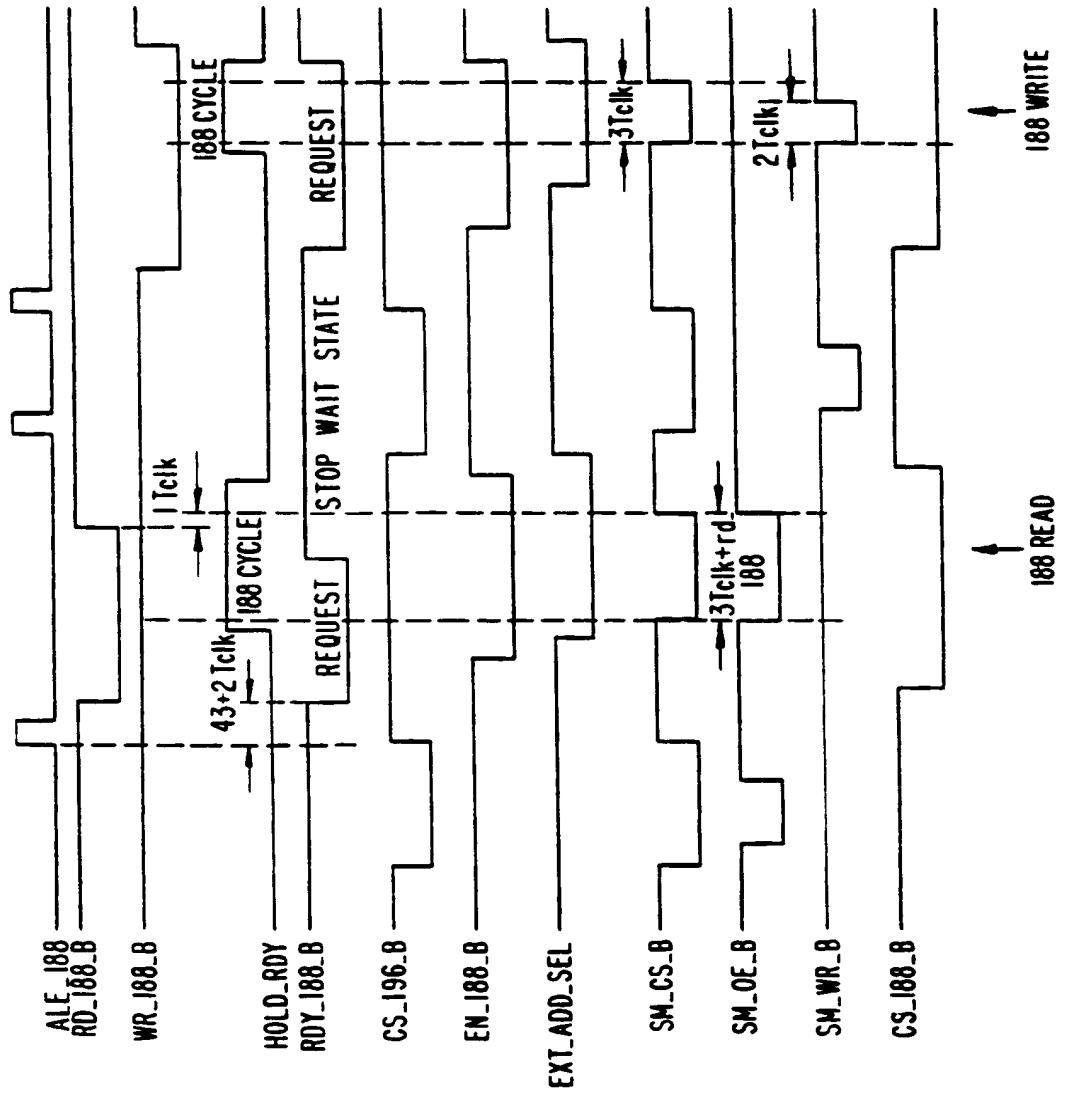 ALE_188
RD_188_B
WR_188_B
HOLD_RDY
RDY_188_B
CS_196_B
EN_188_B
EXT_ADD_SEL
SM_CS_B
SM_OE_B
SM_WR_B
CS_188_B
1Tclk
188 CYCLE
188 CYCLE
43+2Tclk
REQUEST
STOP WAIT STATE
REQUEST
3Tclk
3Tclk+rd_
188
2Tclk
188 READ
188 WRITE